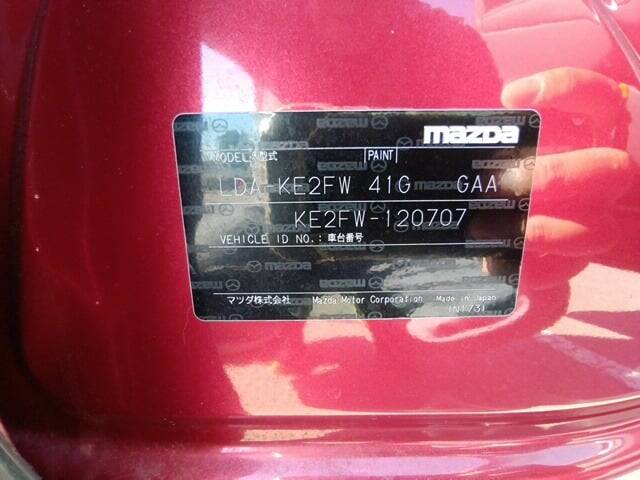 mazda
MODEL:型式 PAINT
LDA-KE2FW 41G GAA
KE2FW-120707
VEHICLE ID NO.:車台番号
マツダ株式会社 Mazda Motor Corporation Made in Japan